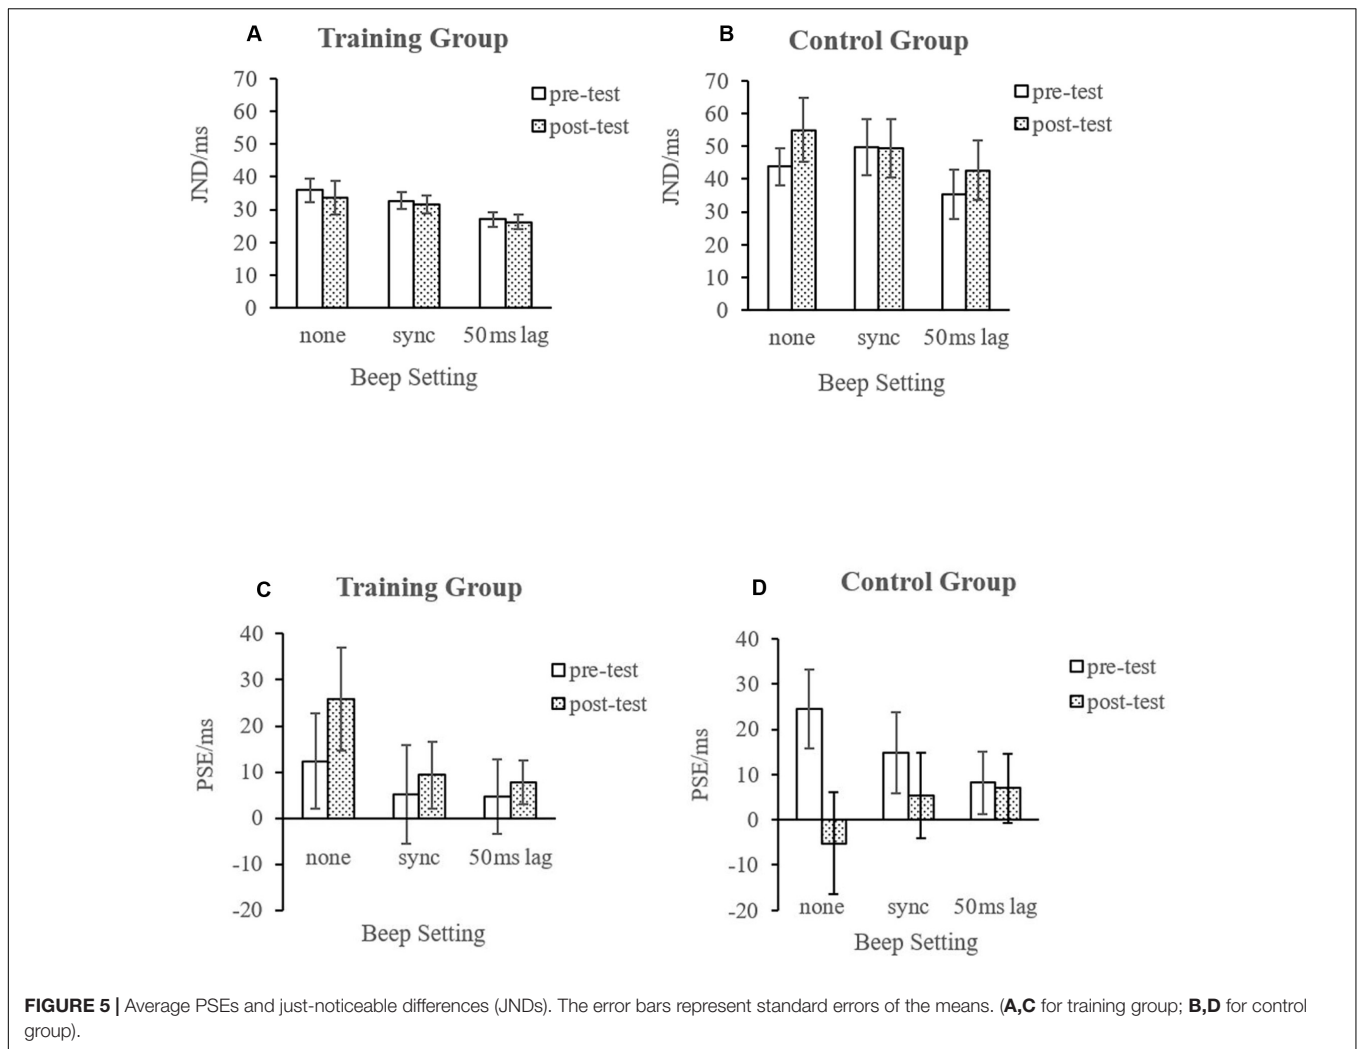 A
Training Group
JND/ms
70
60
50
40
30
20
10
0
pre-test
post-test
none sync 50ms lag
Beep Setting
B
Control Group
JND/ms
70
60
50
40
30
20
10
0
pre-test
post-test
none sync 50ms lag
Beep Setting
C
Training Group
PSE/ms
40
30
20
10
0
-10
-20
pre-test
post-test
none sync 50ms lag
Beep Setting
D
Control Group
PSE/ms
40
30
20
10
0
-10
-20
pre-test
post-test
none sync 50ms lag
Beep Setting
FIGURE 5 | Average PSEs and just-noticeable differences (JNDs). The error bars represent standard errors of the means. (A,C for training group; B,D for control
group).